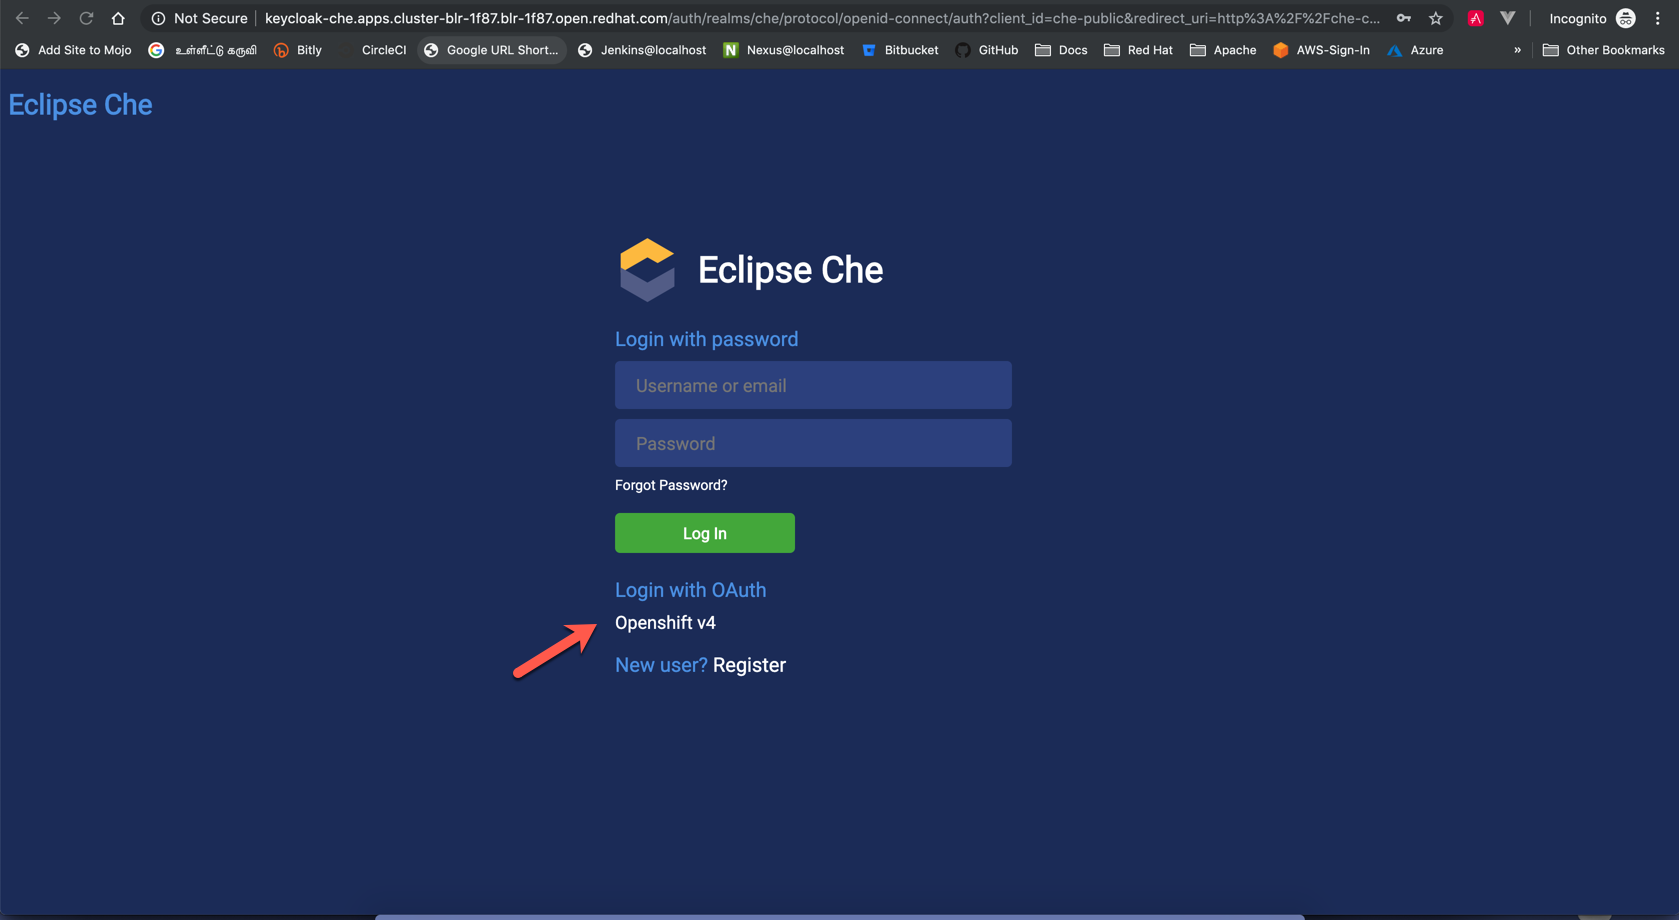 Not Secure keycloak-che.apps.cluster-blr-1f87.blr-1f87.open.redhat.com/auth/realms/che/protocol/openid-connect/auth?client_id=che-public&redirect_uri=http%3A%2F%2Fche-c... Incognito
Add Site to Mojo உள்ளீட்டு கருவி Bitly CircleCI Google URL Short... Jenkins@localhost Nexus@localhost Bitbucket GitHub Docs Red Hat Apache AWS-Sign-In Azure » Other Bookmarks
Eclipse Che
Eclipse Che
Login with password
Username or email
Password
Forgot Password?
Log In
Login with OAuth
Openshift v4
New user? Register